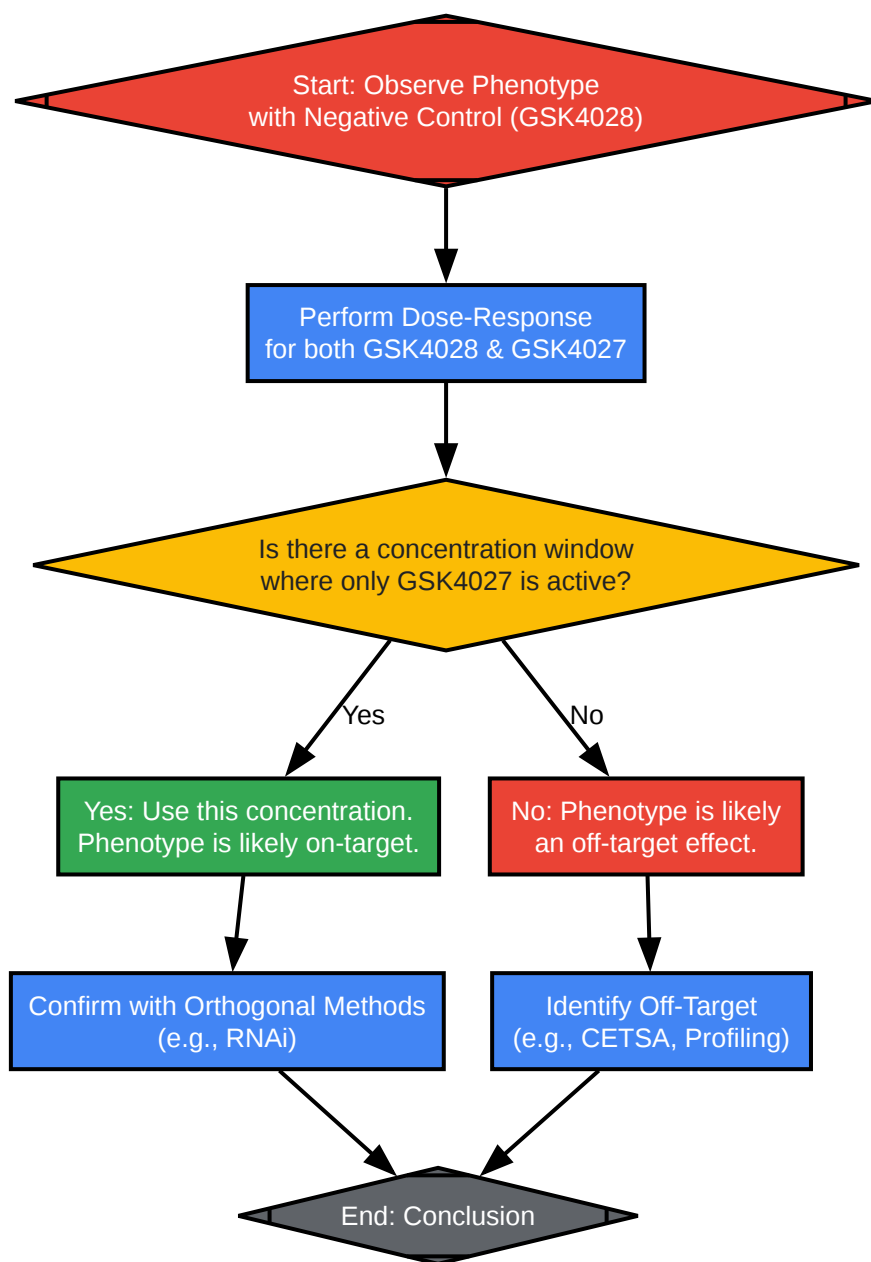 Start: Observe Phenotype
with Negative Control (GSK4028)
Perform Dose-Response
for both GSK4028 & GSK4027
Is there a concentration window
where only GSK4027 is active?
Yes
No
Yes: Use this concentration.
Phenotype is likely on-target.
No: Phenotype is likely
an off-target effect.
Confirm with Orthogonal Methods
(e.g., RNAi)
Identify Off-Target
(e.g., CETSA, Profiling)
End: Conclusion